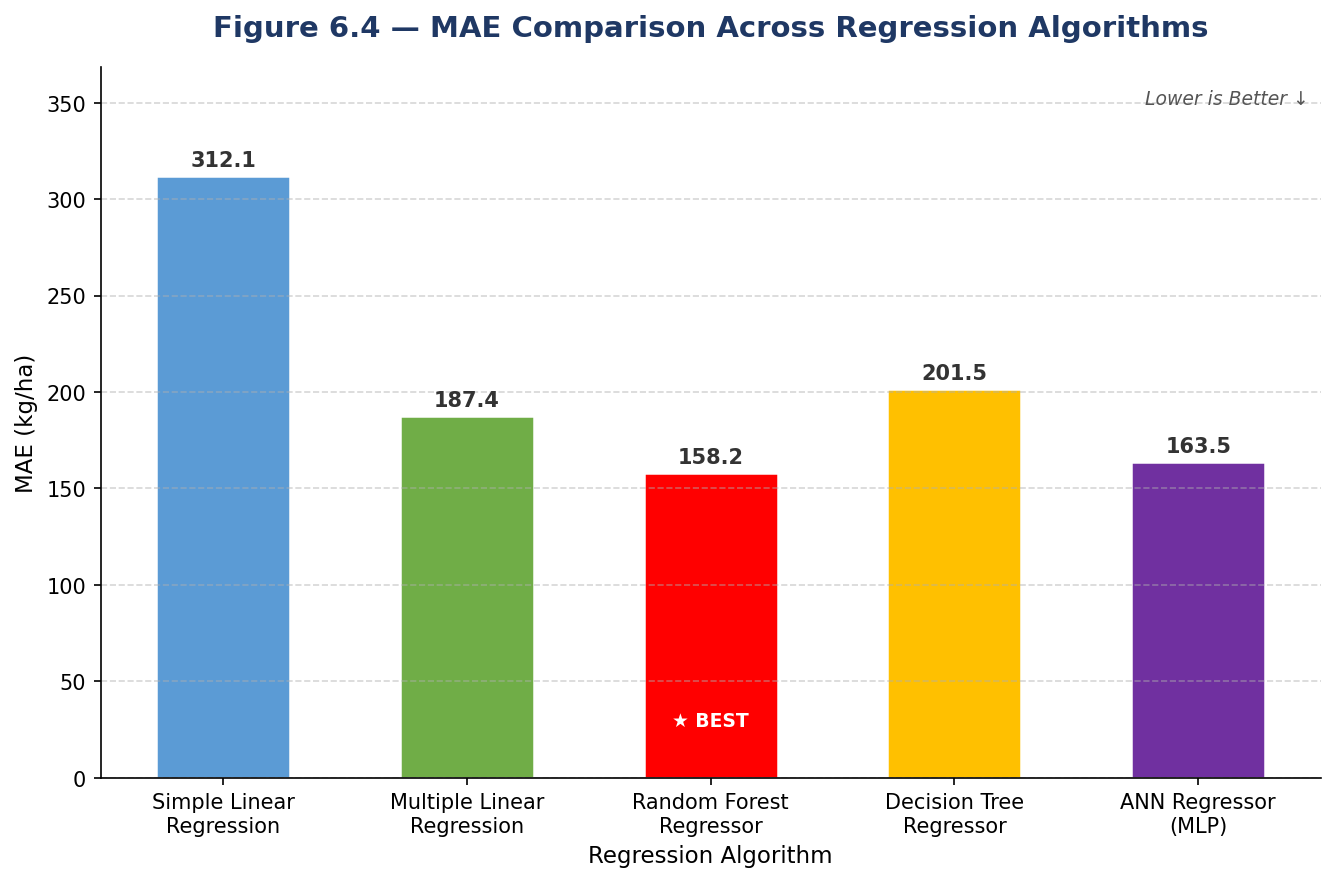 Figure 6.4 — MAE Comparison Across Regression Algorithms
Lower is Better ↓
MAE (kg/ha)
350
300
250
200
150
100
50
0
312.1
187.4
158.2
201.5
163.5
★ BEST
Simple Linear
Regression
Multiple Linear
Regression
Random Forest
Regressor
Decision Tree
Regressor
ANN Regressor
(MLP)
Regression Algorithm